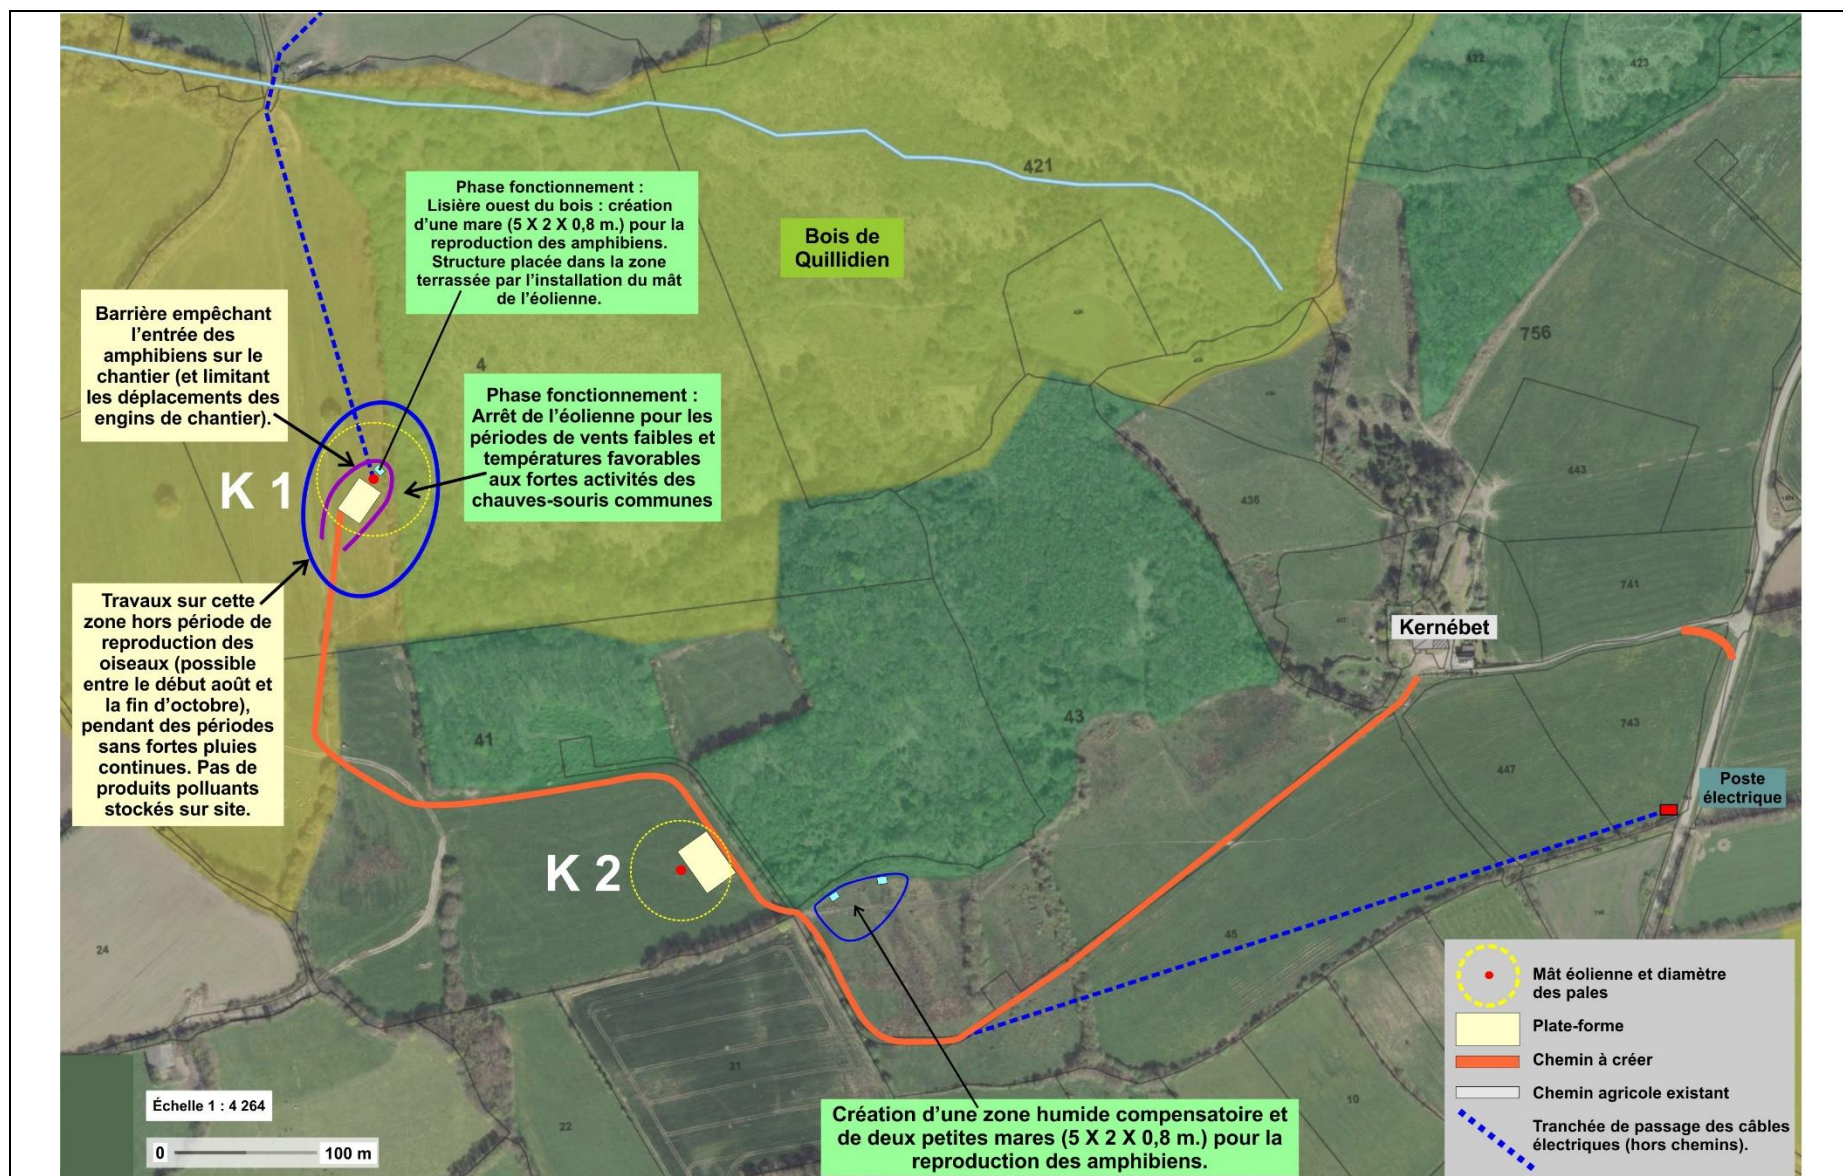 422
423
421
Phase fonctionnement :
Lisière ouest du bois : création
d'une mare (5 X 2 X 0,8 m.) pour la
reproduction des amphibiens.
Structure placée dans la zone
terrassée par l'installation du mât
de l'éolienne.
Bois de
Quillidien
Barrière empêchant
l'entrée des
amphibiens sur le
chantier (et limitant
les déplacements des
engins de chantier).
4
756
Phase fonctionnement :
Arrêt de l'éolienne pour les
périodes de vents faibles et
températures favorables
aux fortes activités des
chauves-souris communes
K 1
436
443
741
Travaux sur cette
zone hors période de
reproduction des
oiseaux (possible
entre le début août et
la fin d'octobre),
pendant des périodes
sans fortes pluies
continues. Pas de
produits polluants
stockés sur site.
Kernébet
41
43
743
447
Poste
électrique
K 2
24
45
21
22
19
Échelle 1 : 4 264
0 100 m
Création d'une zone humide compensatoire et
de deux petites mares (5 X 2 X 0,8 m.) pour la
reproduction des amphibiens.
Mât éolienne et diamètre
des pales
Plate-forme
Chemin à créer
Chemin agricole existant
Tranchée de passage des câbles
électriques (hors chemins).